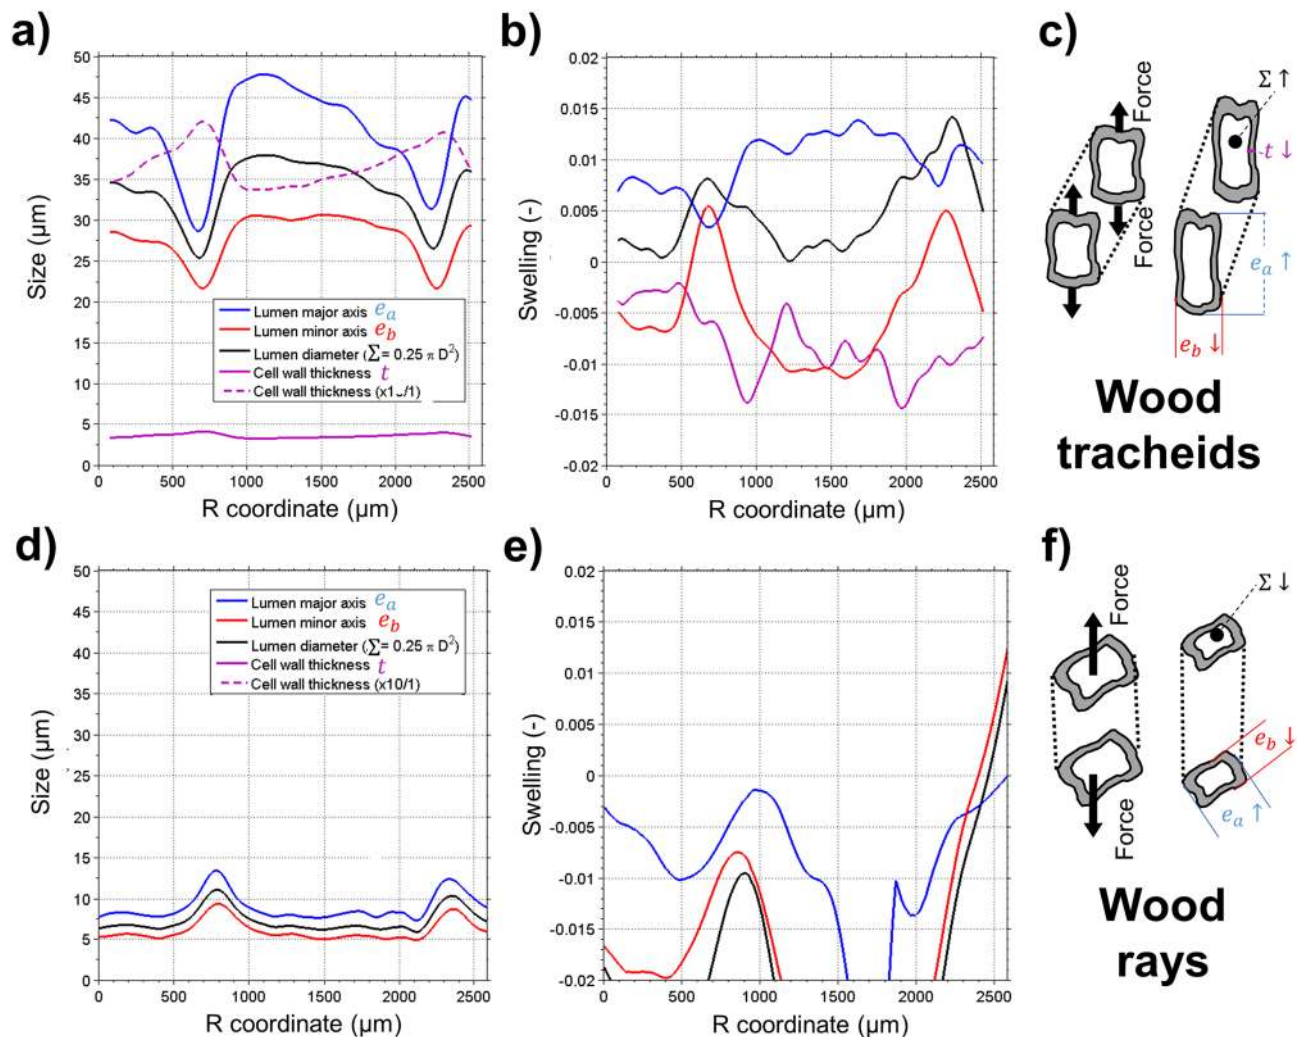 a)
50
45
40
35
30
25
20
15
10
5
0
Size (µm)
Lumen major axis e_a
Lumen minor axis e_b
Lumen diameter (Σ= 0.25 π D²)
Cell wall thickness t
Cell wall thickness
0 500 1000 1500 2000 2500
R coordinate (µm)
b)
0.02
0.015
0.01
0.005
0
-0.005
-0.01
-0.015
-0.02
Swelling (-)
0 500 1000 1500 2000 2500
R coordinate (µm)
c)
Force
Force
Σ ↑
t ↓
e_a ↑
e_b ↓
Wood
tracheids
d)
50
45
40
35
30
25
20
15
10
5
0
Size (µm)
Lumen major axis e_a
Lumen minor axis e_b
Lumen diameter (Σ= 0.25 π D²)
Cell wall thickness t
Cell wall thickness (x10/1)
0 500 1000 1500 2000 2500
R coordinate (µm)
e)
0.02
0.015
0.01
0.005
0
-0.005
-0.01
-0.015
-0.02
Swelling (-)
0 500 1000 1500 2000 2500
R coordinate (µm)
f)
Force
Force
Σ ↓
e_b ↓
e_a ↑
Wood
rays